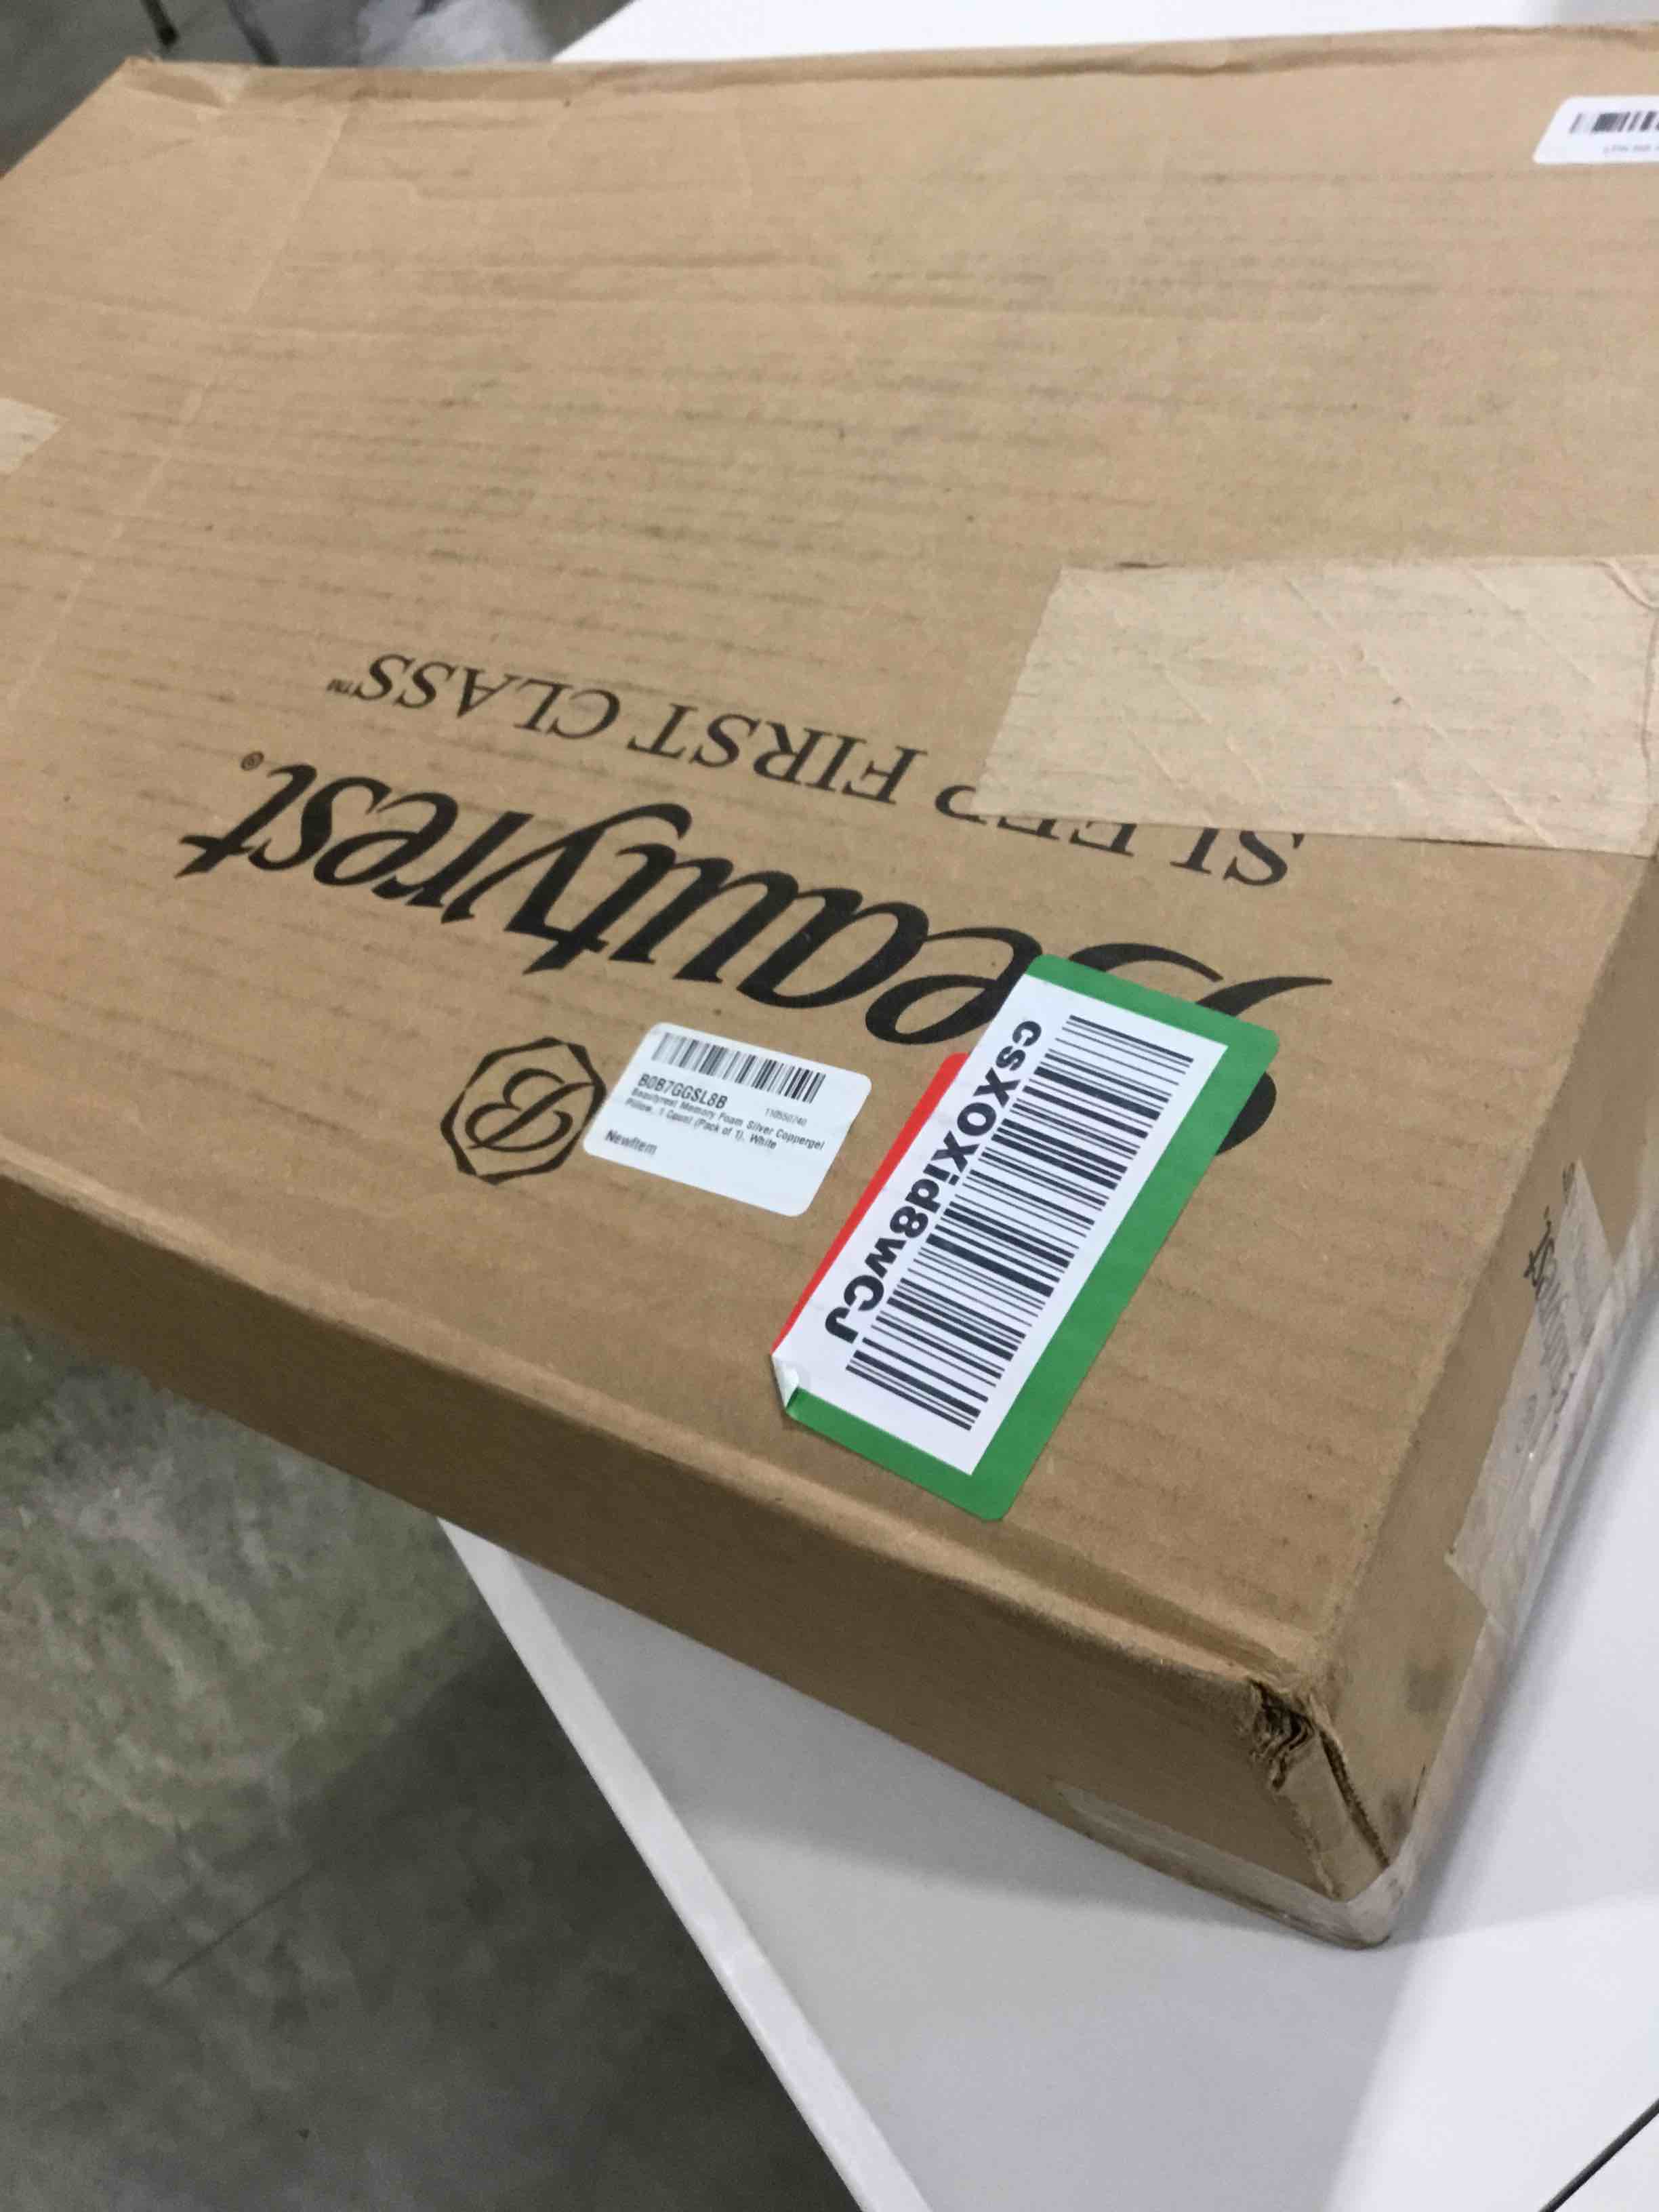 Beautyrest®
SLEEP FIRST CLASS™
B
B0B7GGSL8B
110550740
Beautyrest Memory Foam Silver Coppergel
Pillow, 1 Count (Pack of 1), White
NewItem
csXOXid8wCJ